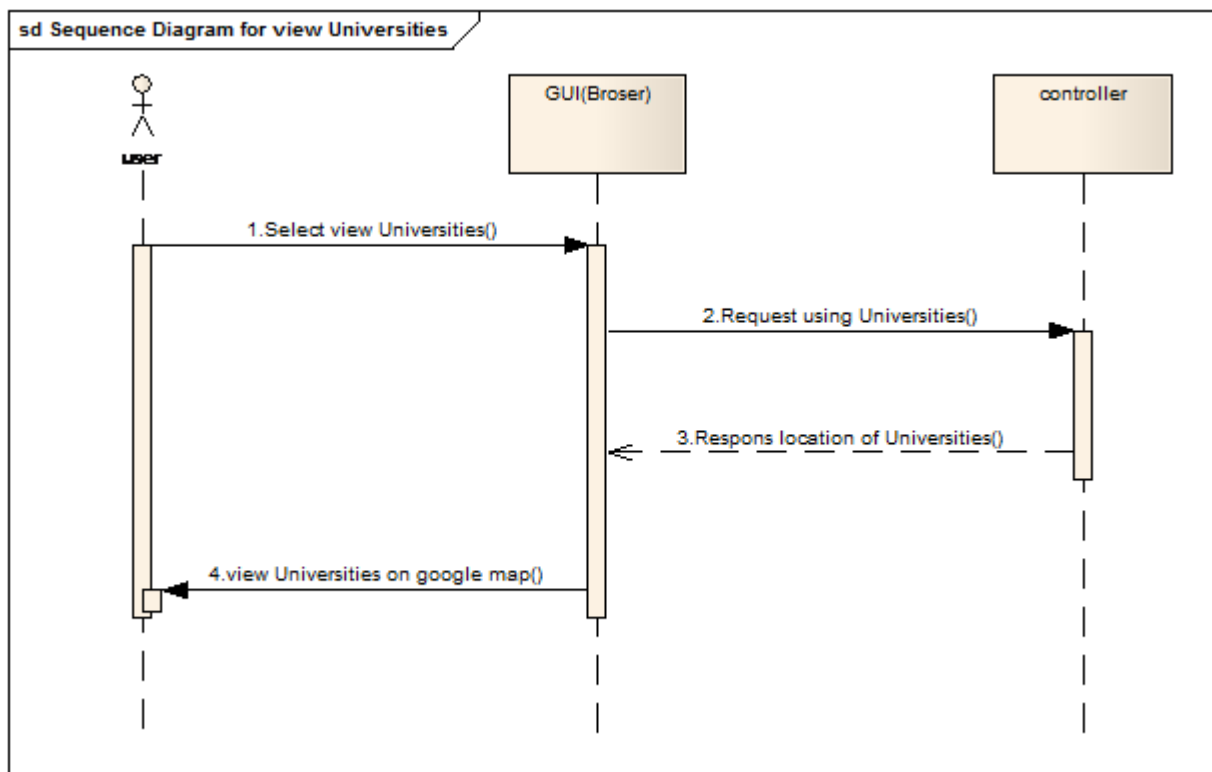 sd Sequence Diagram for view Universities
user
GUI(Broser)
controller
1.Select view Universities()
2.Request using Universities()
3.Respons location of Universities()
4.view Universities on google map()